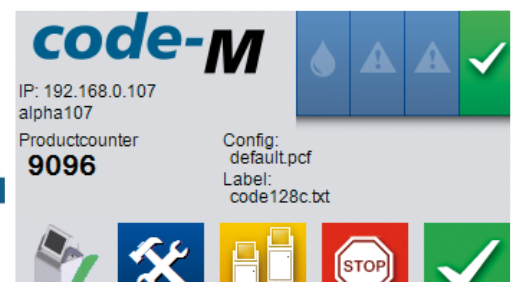 code-M
IP: 192.168.0.107
alpha107
Productcounter
9096
Config:
default.pcf
Label:
code128c.txt
STOP